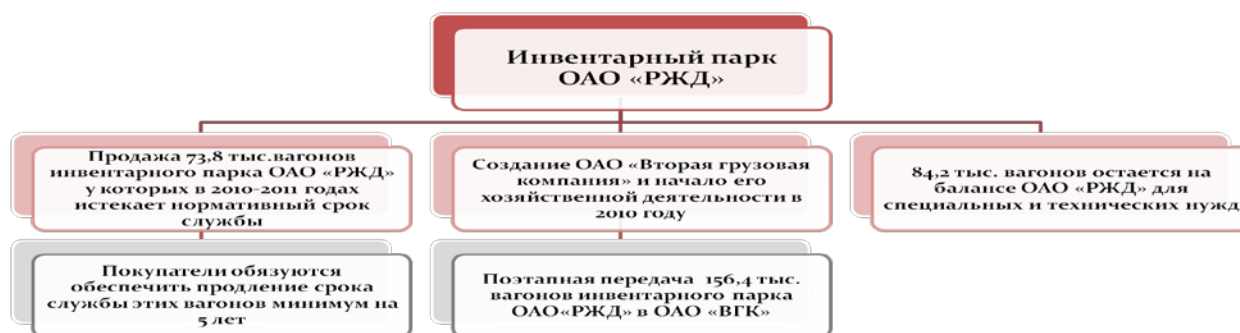 Инвентарный парк
ОАО «РЖД»
Продажа 73,8 тыс.вагонов
инвентарного парка ОАО «РЖД»
у которых в 2010-2011 годах
истекает нормативный срок
службы
Создание ОАО «Вторая грузовая
компания» и начало его
хозяйственной деятельности в
2010 году
84,2 тыс. вагонов остается на
балансе ОАО «РЖД» для
специальных и технических нужд
Покупатели обязуются
обеспечить продление срока
службы этих вагонов минимум на
5 лет
Поэтапная передача 156,4 тыс.
вагонов инвентарного парка
ОАО«РЖД» в ОАО «ВГК»